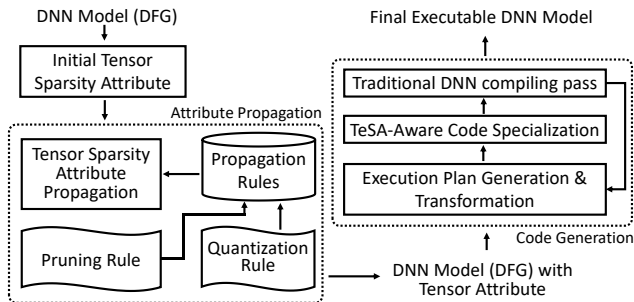 DNN Model (DFG)
Initial Tensor
Sparsity Attribute
Attribute Propagation
Tensor Sparsity
Attribute
Propagation
Propagation
Rules
Pruning Rule
Quantization
Rule
Final Executable DNN Model
Traditional DNN compiling pass
TeSA-Aware Code Specialization
Execution Plan Generation &
Transformation
Code Generation
DNN Model (DFG) with
Tensor Attribute